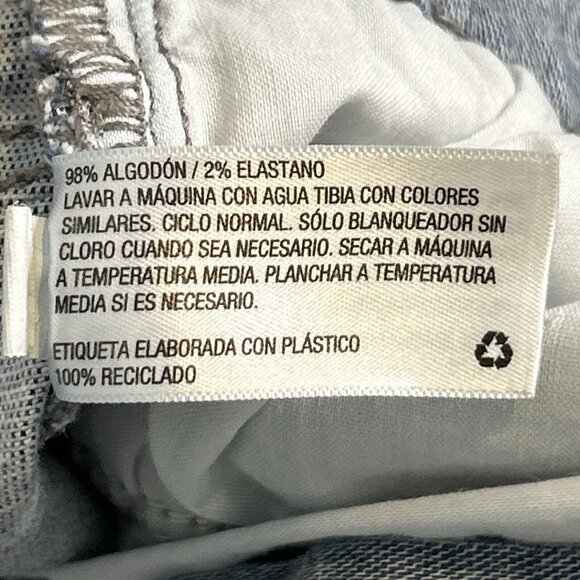 98% ALGODÓN / 2% ELASTANO
LAVAR A MÁQUINA CON AGUA TIBIA CON COLORES
SIMILARES. CICLO NORMAL. SÓLO BLANQUEADOR SIN
CLORO CUANDO SEA NECESARIO. SECAR A MÁQUINA
A TEMPERATURA MEDIA. PLANCHAR A TEMPERATURA
MEDIA SI ES NECESARIO.
ETIQUETA ELABORADA CON PLÁSTICO
100% RECICLADO